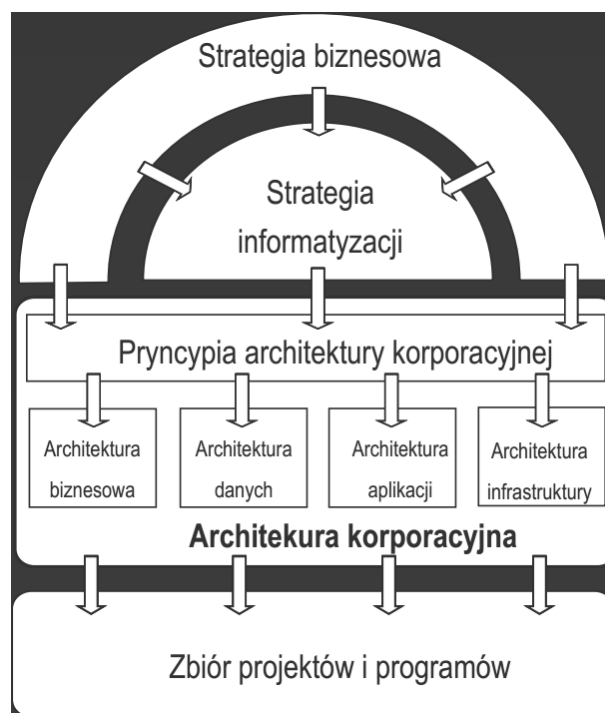 Strategia biznesowa
Strategia
informatyzacji
Pryncypia architektury korporacyjnej
Architektura
biznesowa
Architektura
danych
Architektura
aplikacji
Architektura
infrastruktury
Architekura korporacyjna
Zbiór projektów i programów